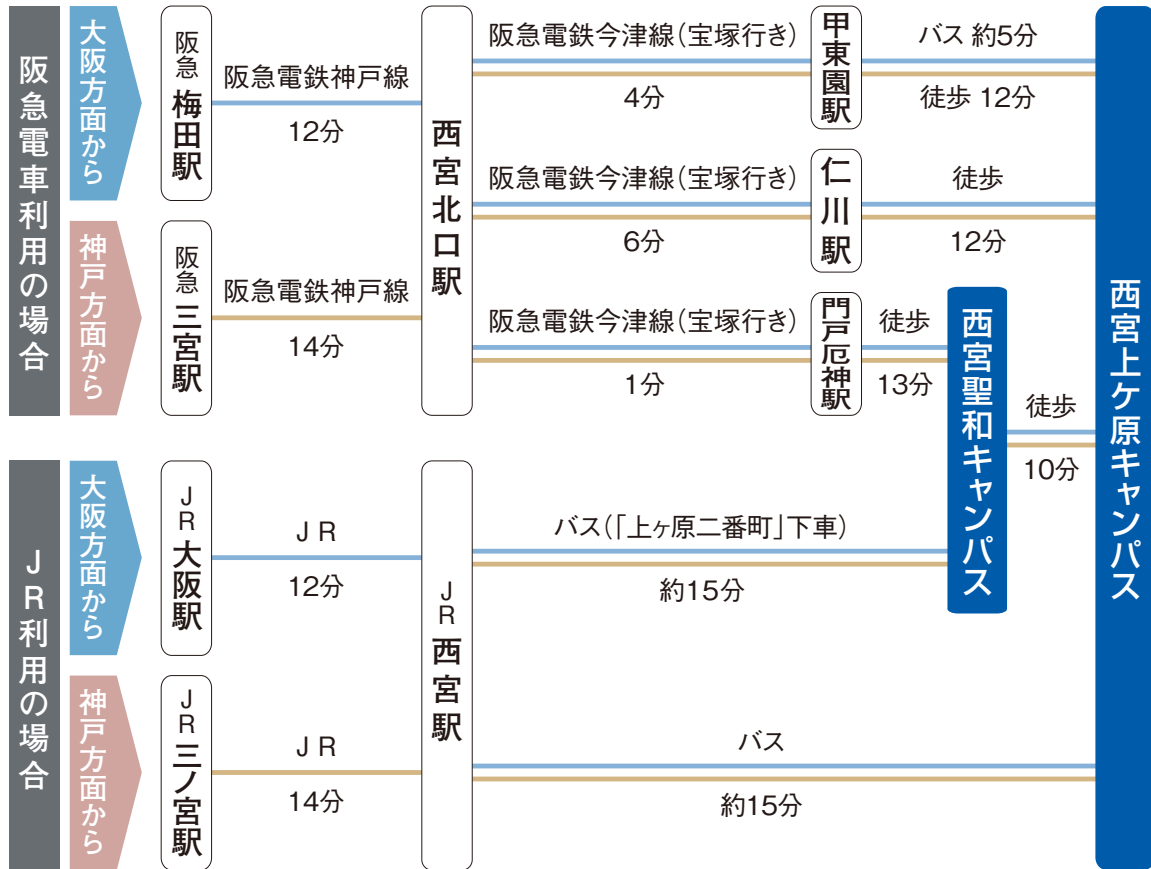 阪急電車利用の場合
大阪方面から
阪急 梅田駅
阪急電鉄神戸線
12分
神戸方面から
阪急 三宮駅
阪急電鉄神戸線
14分
西宮北口駅
阪急電鉄今津線(宝塚行き)
4分
甲東園駅
バス 約5分
徒歩 12分
阪急電鉄今津線(宝塚行き)
6分
仁川駅
徒歩
12分
阪急電鉄今津線(宝塚行き)
1分
門戸厄神駅
徒歩
13分
西宮聖和キャンパス
徒歩
10分
西宮上ケ原キャンパス
JR利用の場合
大阪方面から
JR 大阪駅
JR
12分
神戸方面から
JR 三ノ宮駅
JR
14分
JR 西宮駅
バス(「上ヶ原二番町」下車)
約15分
バス
約15分